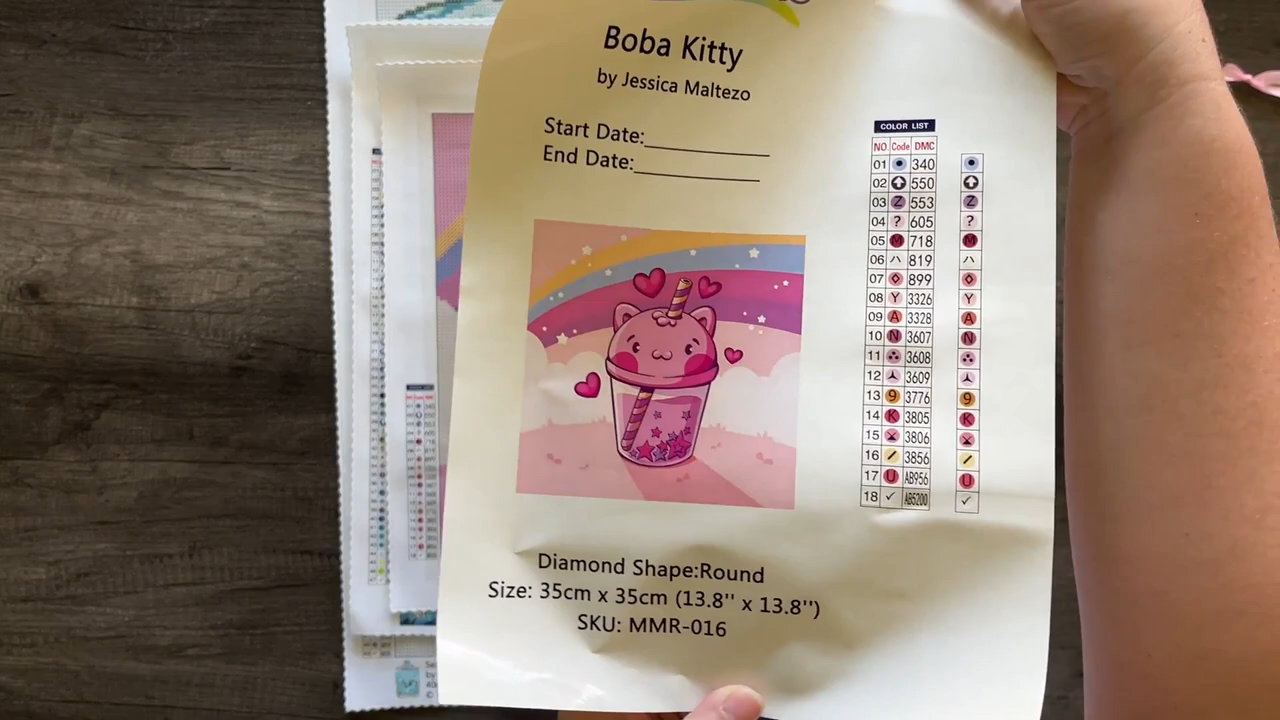 Boba Kitty
by Jessica Maltezo
Start Date:____________
End Date:____________
COLOR LIST
NO. Code DMC
01 340
02 550
03 Z 553 Z
04 ? 605 ?
05 M 718 M
06 819
07 899
08 Y 3326 Y
09 A 3328 A
10 N 3607 N
11 3608
12 3609
13 9 3776 9
14 K 3805 K
15 3806
16 3856
17 U AB956 U
18 ✓ AB5200 ✓
Diamond Shape:Round
Size: 35cm x 35cm (13.8'' x 13.8'')
SKU: MMR-016